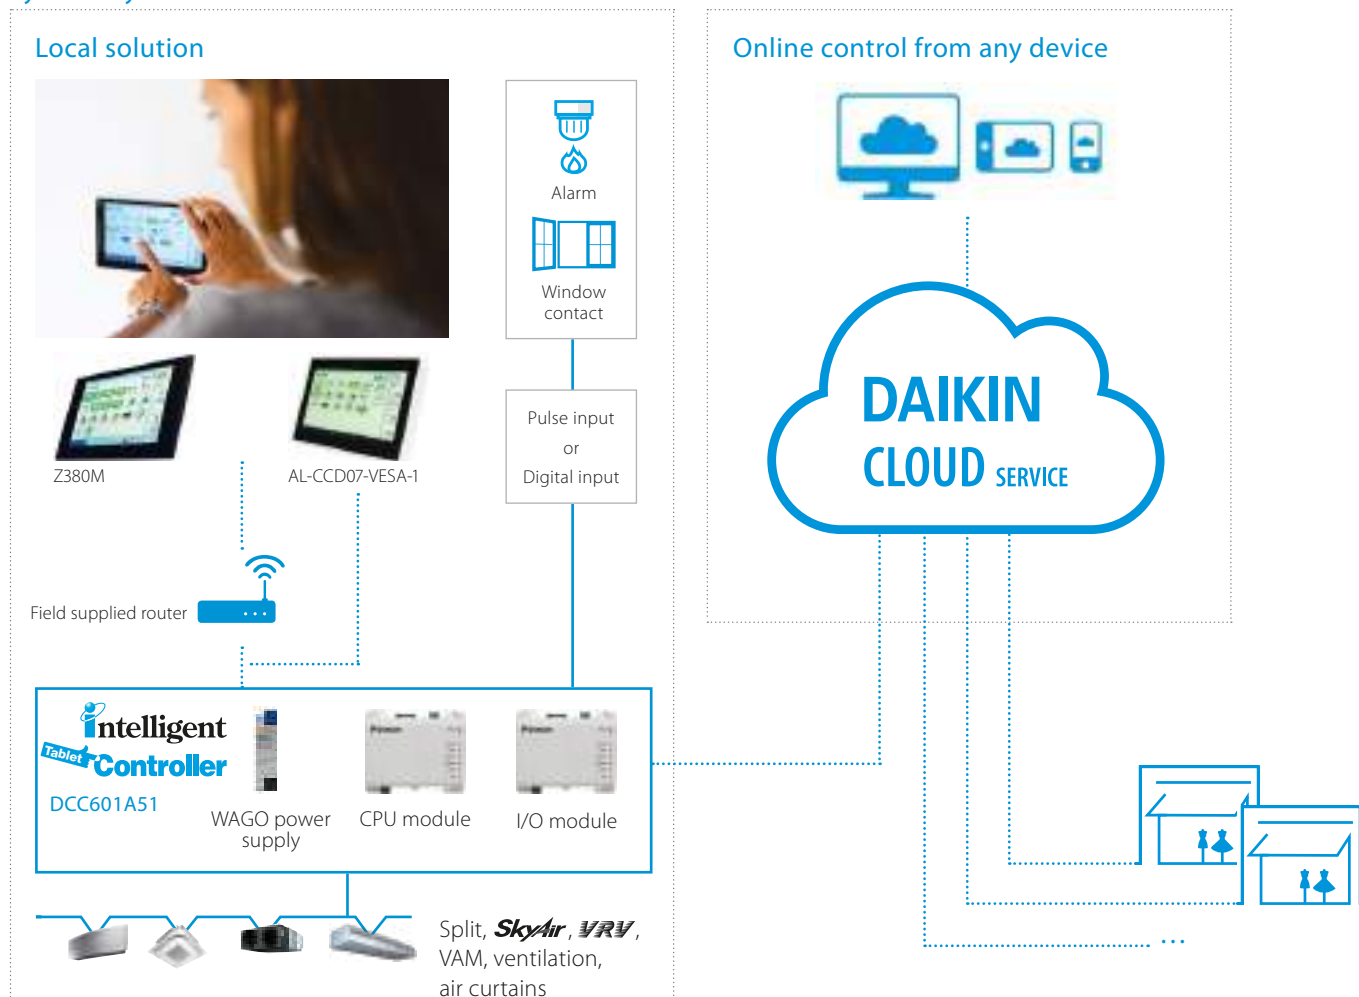 Local solution
Online control from any device
Alarm
Window
contact
Pulse input
or
Digital input
Z380M
AL-CCD07-VESA-1
DAIKIN
CLOUD SERVICE
Field supplied router
intelligent
Tablet Controller
DCC601A51
WAGO power
supply
CPU module
I/O module
Split, SkyAir, VRV,
VAM, ventilation,
air curtains
...